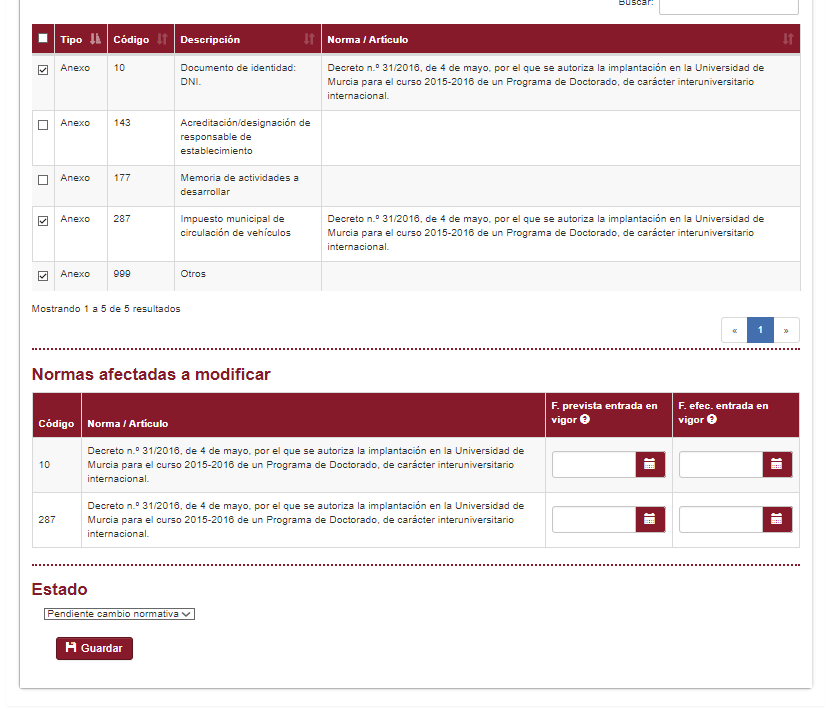 Buscar:
Tipo Código Descripción Norma / Artículo
Anexo 10 Documento de identidad: Decreto n.º 31/2016, de 4 de mayo, por el que se autoriza la implantación en la Universidad de
DNI. Murcia para el curso 2015-2016 de un Programa de Doctorado, de carácter interuniversitario
internacional.
Anexo 143 Acreditación/designación de
responsable de
establecimiento
Anexo 177 Memoria de actividades a
desarrollar
Anexo 287 Impuesto municipal de Decreto n.º 31/2016, de 4 de mayo, por el que se autoriza la implantación en la Universidad de
circulación de vehículos Murcia para el curso 2015-2016 de un Programa de Doctorado, de carácter interuniversitario
internacional.
Anexo 999 Otros
Mostrando 1 a 5 de 5 resultados
« 1 »
Normas afectadas a modificar
Código Norma / Artículo F. prevista entrada en F. efec. entrada en
vigor ? vigor ?
Decreto n.º 31/2016, de 4 de mayo, por el que se autoriza la implantación en la Universidad de
10 Murcia para el curso 2015-2016 de un Programa de Doctorado, de carácter interuniversitario
internacional.
Decreto n.º 31/2016, de 4 de mayo, por el que se autoriza la implantación en la Universidad de
287 Murcia para el curso 2015-2016 de un Programa de Doctorado, de carácter interuniversitario
internacional.
Estado
Pendiente cambio normativa
Guardar